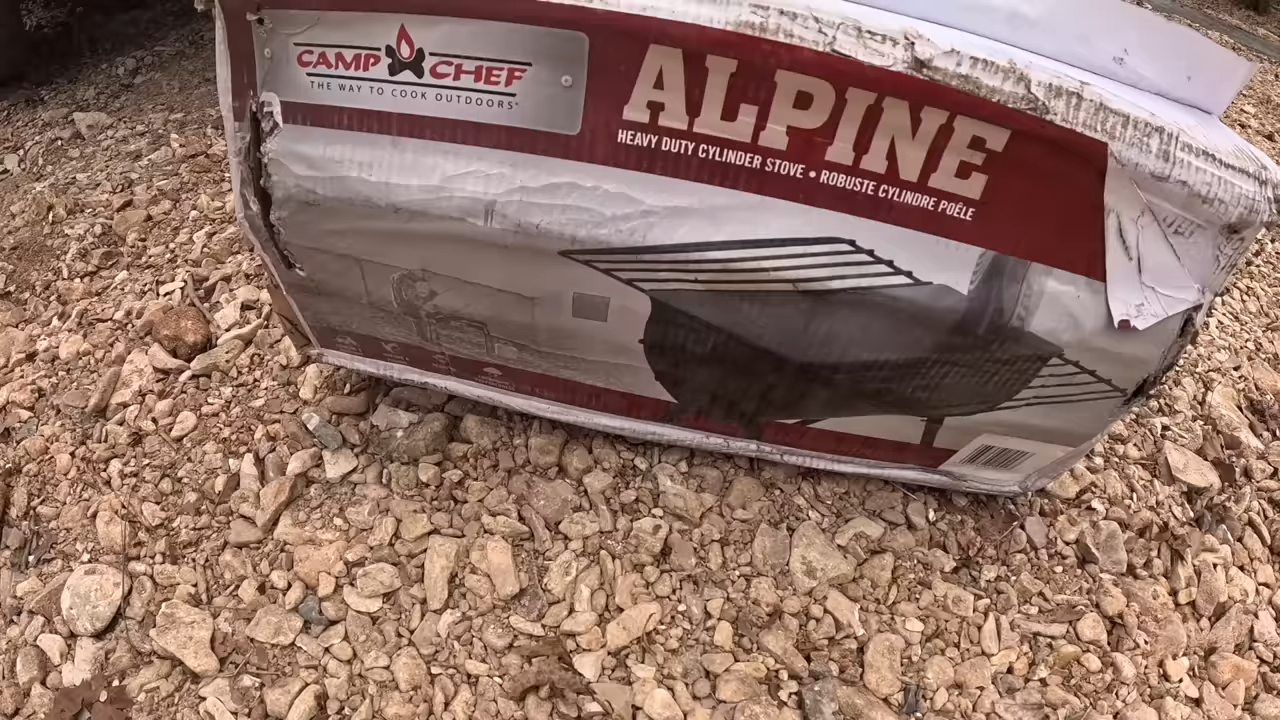 CAMP CHEF
THE WAY TO COOK OUTDOORS
ALPINE
HEAVY DUTY CYLINDER STOVE • ROBUSTE CYLINDRE POÊLE